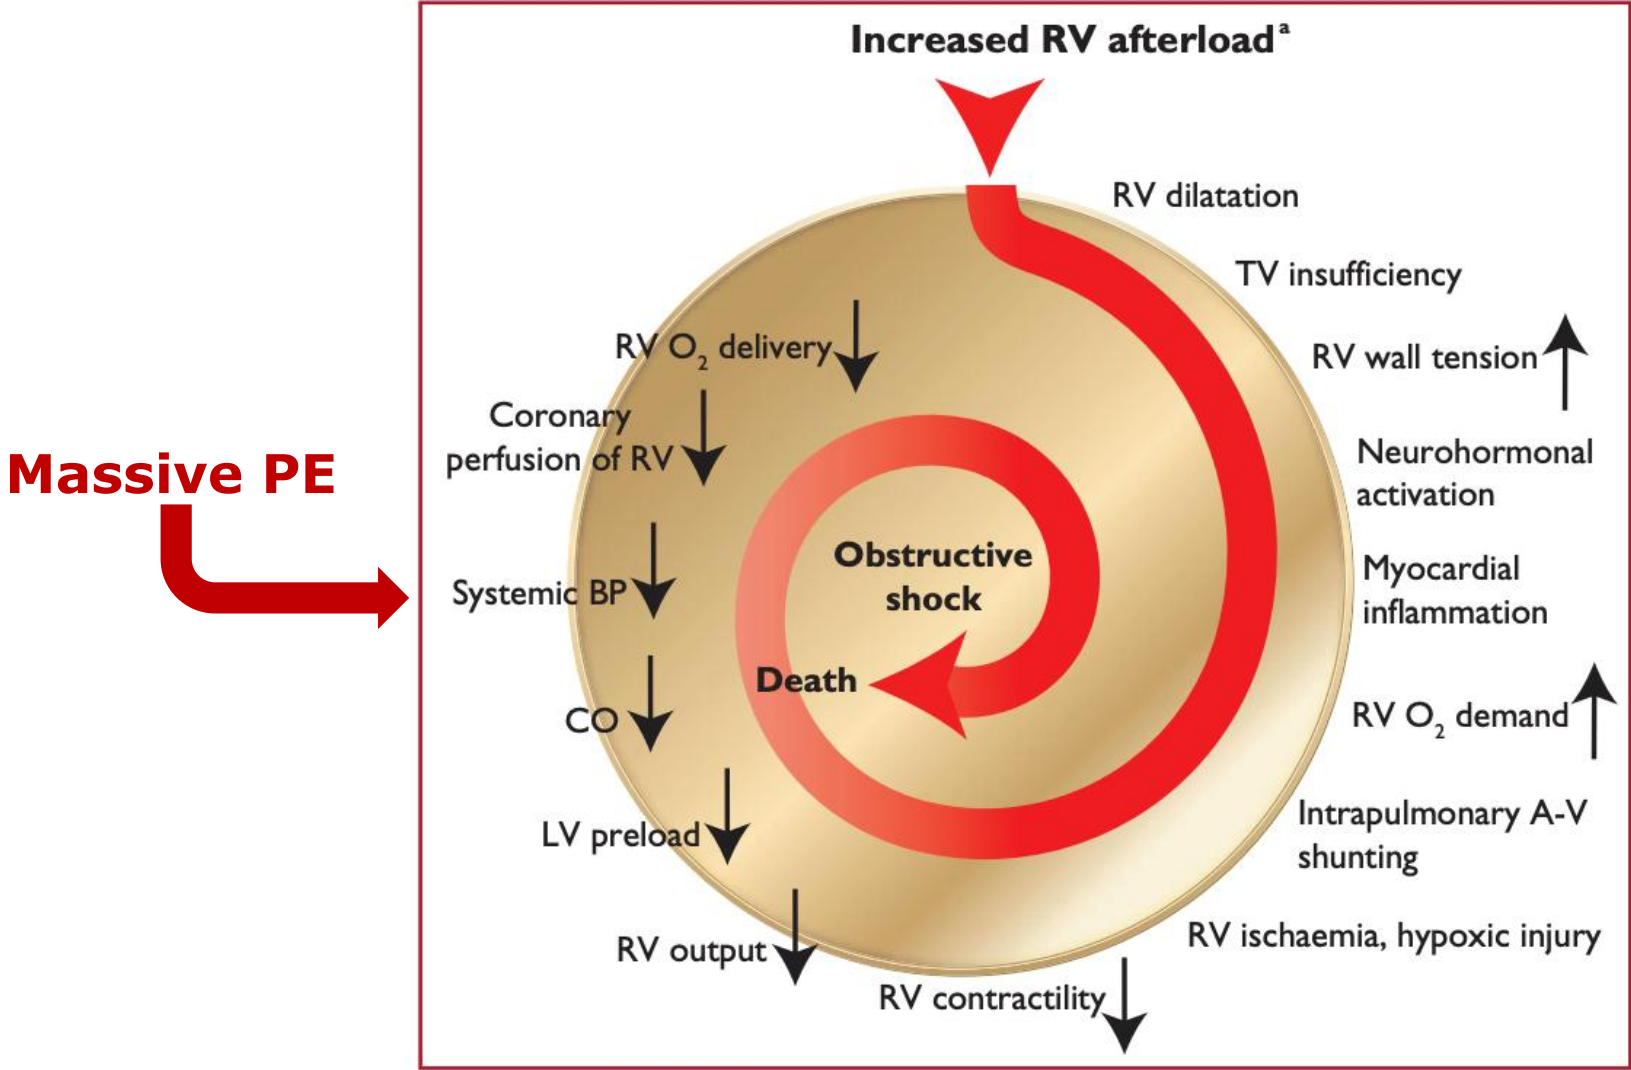 Massive PE
Increased RV afterloadᵃ
RV dilatation
TV insufficiency
RV wall tension
Neurohormonal
activation
Myocardial
inflammation
RV O₂ demand
Intrapulmonary A-V
shunting
RV ischaemia, hypoxic injury
RV contractility
RV output
LV preload
CO
Systemic BP
Coronary
perfusion of RV
RV O₂ delivery
Obstructive
shock
Death